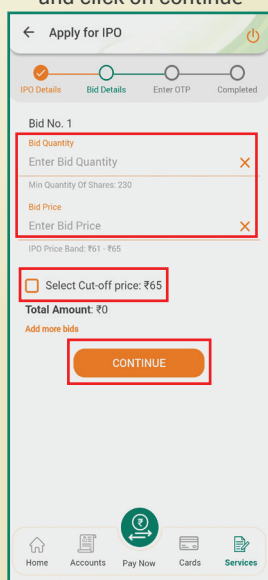 and click on continue
Apply for IPO
IPO Details Bid Details Enter OTP Completed
Bid No. 1
Bid Quantity
Enter Bid Quantity
Min Quantity Of Shares: 230
Bid Price
Enter Bid Price
IPO Price Band: ₹61 - ₹65
Select Cut-off price: ₹65
Total Amount: ₹0
Add more bids
CONTINUE
Home Accounts Pay Now Cards Services